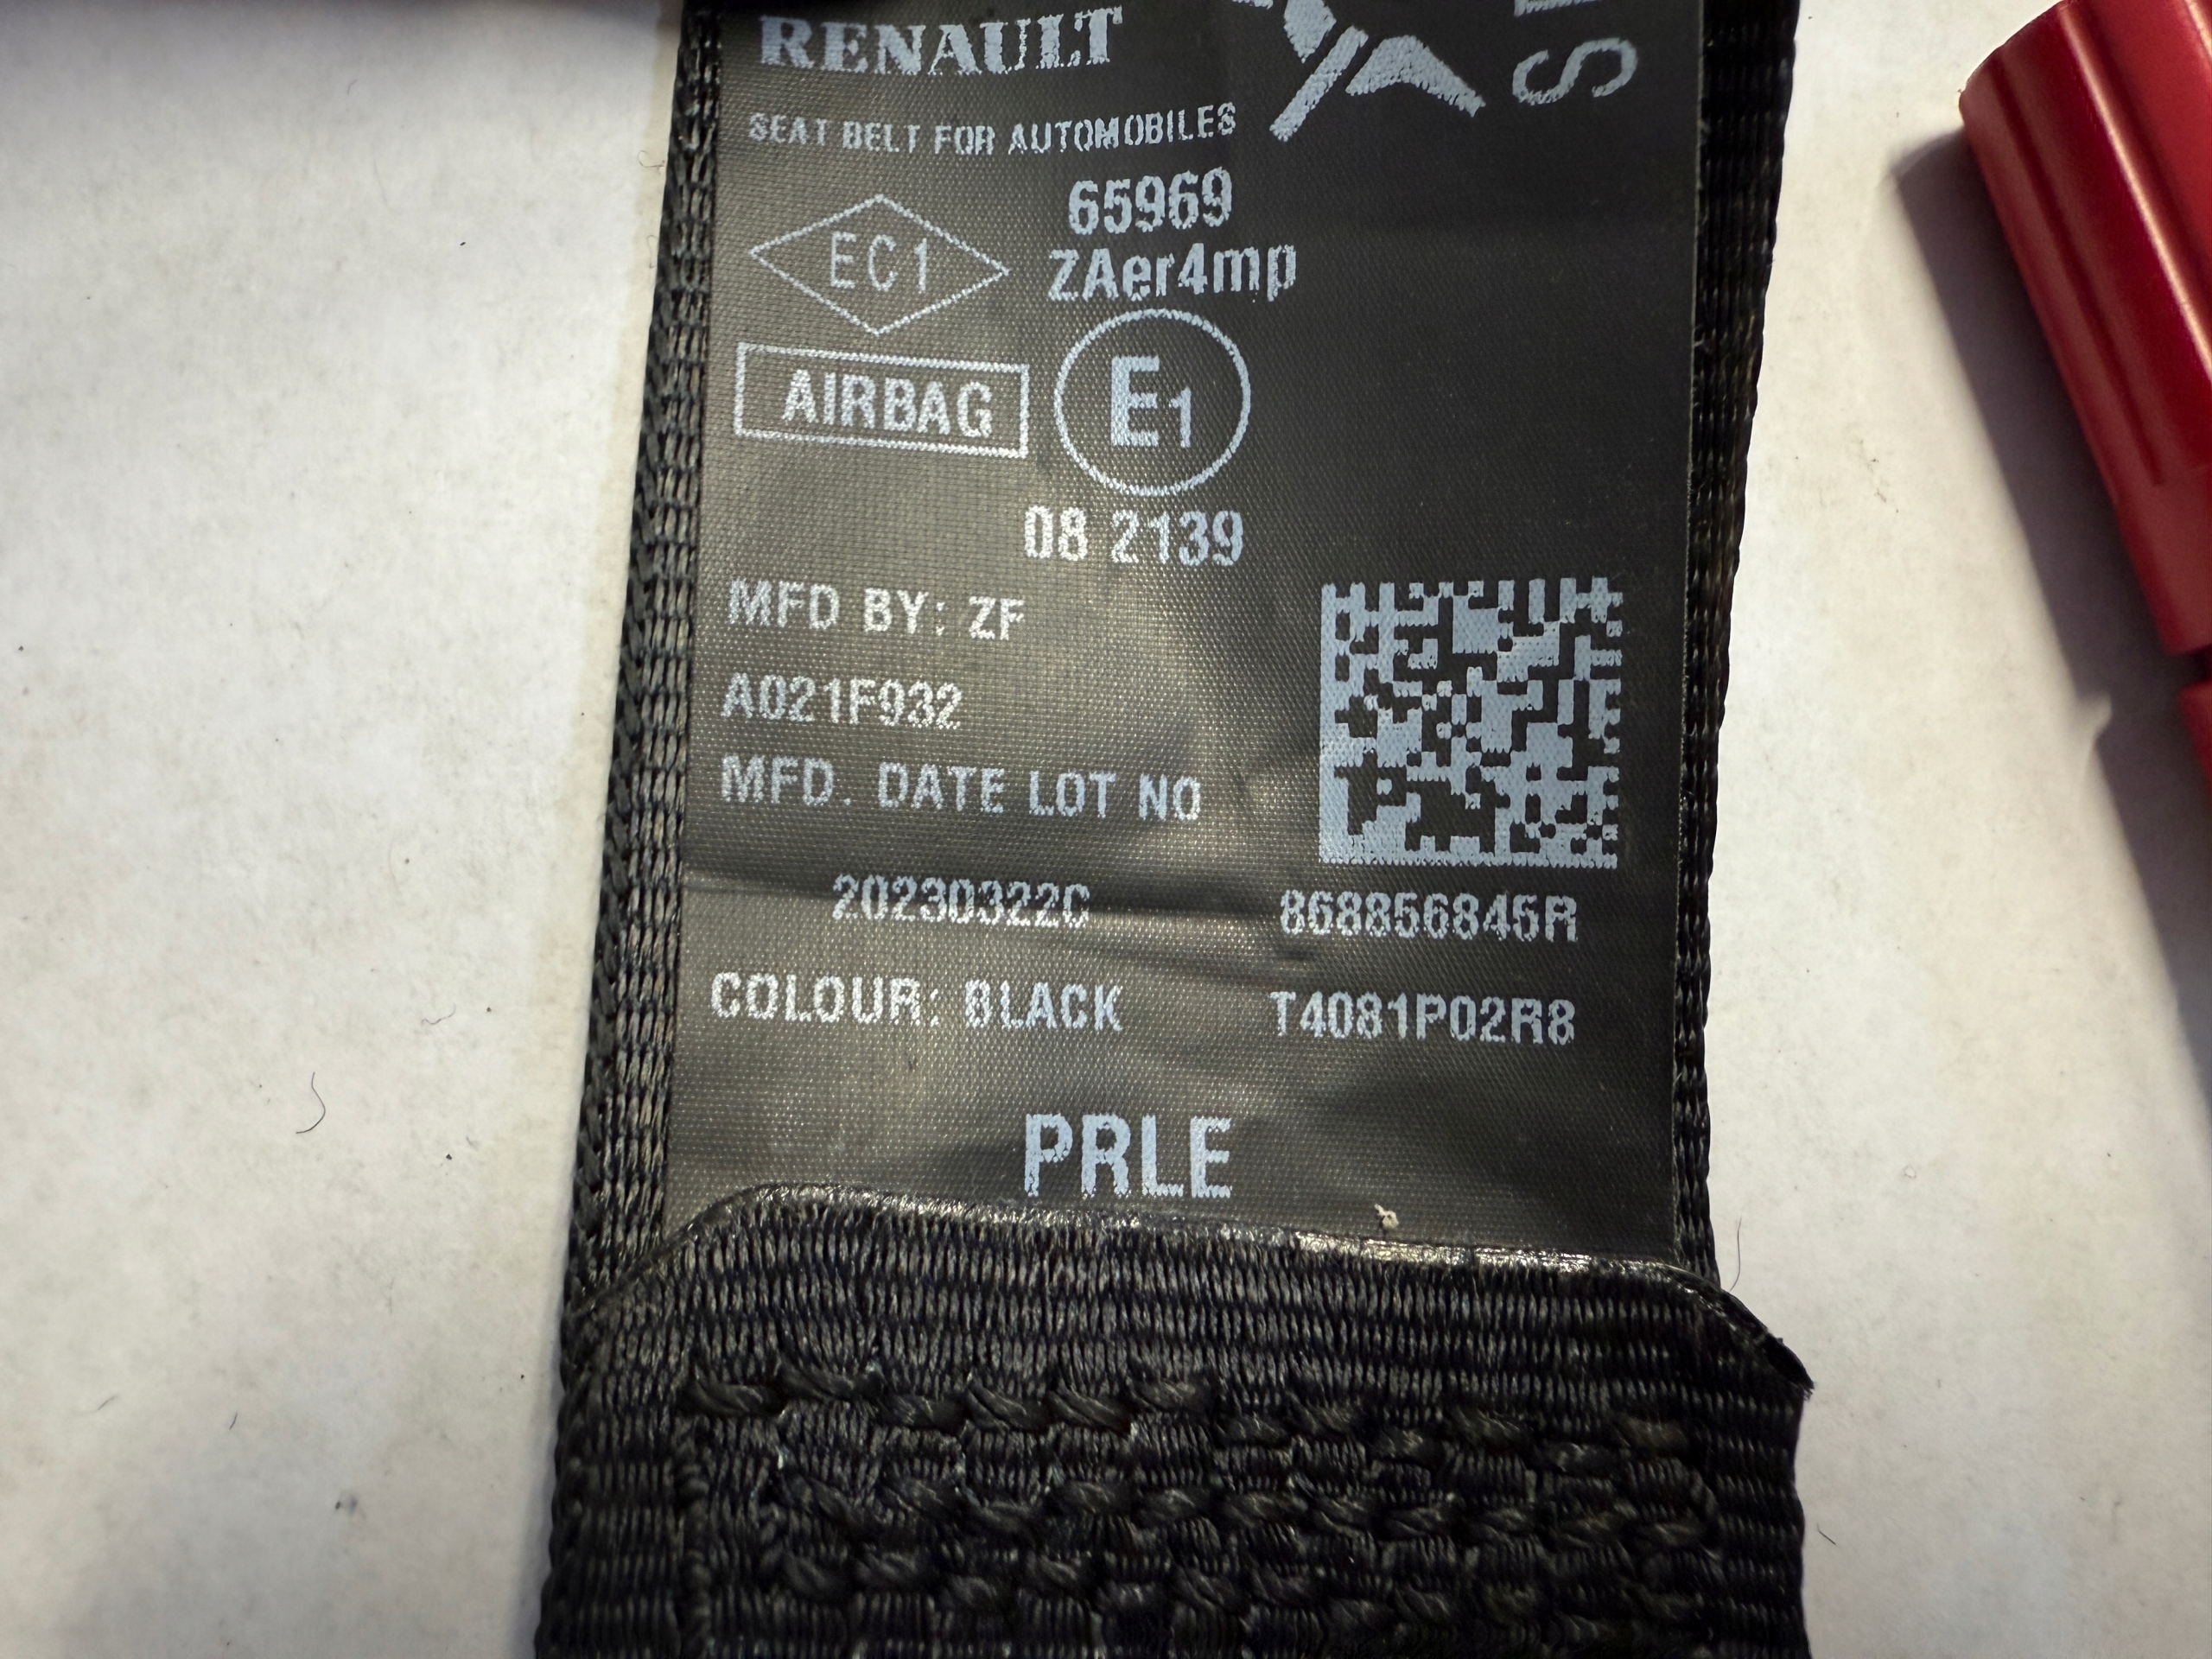 RENAULT
SEAT BELT FOR AUTOMOBILES
65969
EC1
ZAer4mp
AIRBAG
E1
08 2139
MFD BY: ZF
A021F932
MFD. DATE LOT NO
20230322C
868856845R
COLOUR: BLACK
T4081P02R8
PRLE